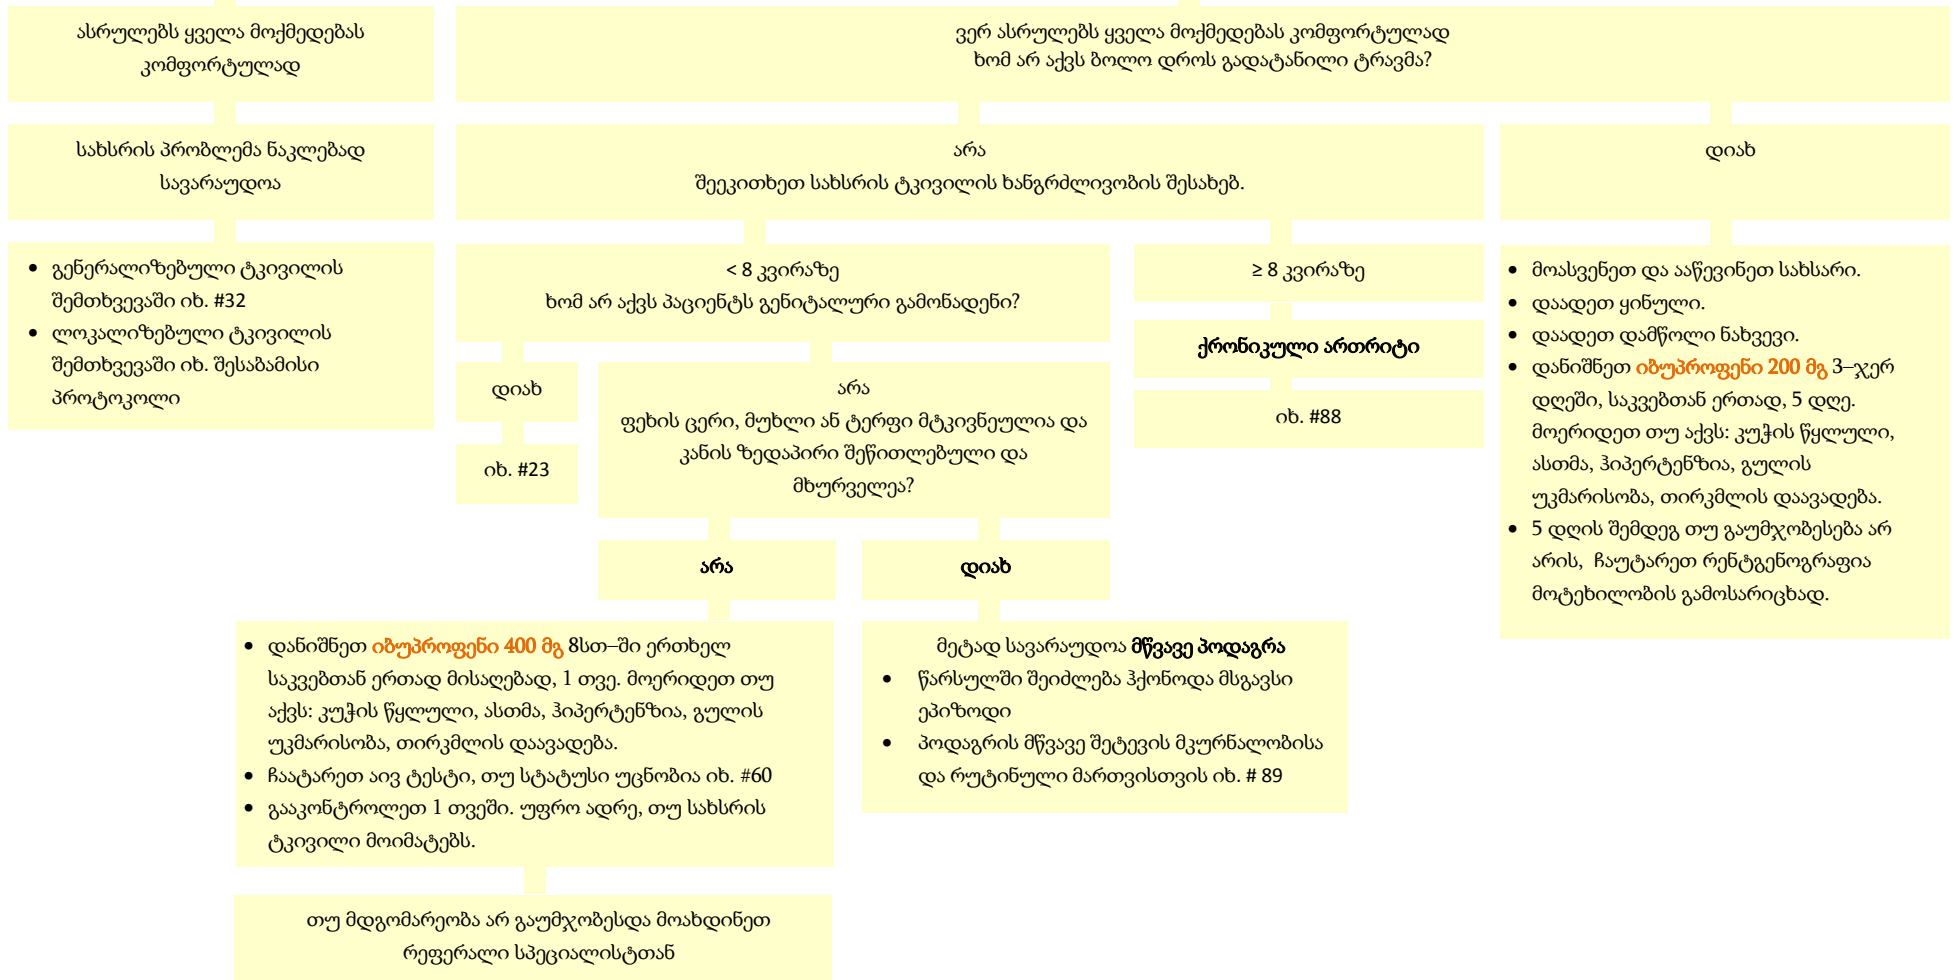 ასრულებს ყველა მოქმედებას
კომფორტულად
ვერ ასრულებს ყველა მოქმედებას კომფორტულად
ხომ არ აქვს ბოლო დროს გადატანილი ტრავმა?
სახსრის პრობლემა ნაკლებად
სავარაუდოა
არა
შეეკითხეთ სახსრის ტკივილის ხანგრძლივობის შესახებ.
დიახ
• გენერალიზებული ტკივილის
შემთხვევაში იხ. #32
• ლოკალიზებული ტკივილის
შემთხვევაში იხ. შესაბამისი
პროტოკოლი
< 8 კვირაზე
ხომ არ აქვს პაციენტს გენიტალური გამონადენი?
≥ 8 კვირაზე
ქრონიკული ართრიტი
იხ. #88
• მოასვენეთ და ააწევინეთ სახსარი.
• დაადეთ ყინული.
• დაადეთ დამწოლი ნახვევი.
• დანიშნეთ იბუპროფენი 200 მგ 3–ჯერ
დღეში, საკვებთან ერთად, 5 დღე.
მოერიდეთ თუ აქვს: კუჭის წყლული,
ასთმა, ჰიპერტენზია, გულის
უკმარისობა, თირკმლის დაავადება.
• 5 დღის შემდეგ თუ გაუმჯობესება არ
არის, ჩაუტარეთ რენტგენოგრაფია
მოტეხილობის გამოსარიცხად.
დიახ
იხ. #23
არა
ფეხის ცერი, მუხლი ან ტერფი მტკივნეულია და
კანის ზედაპირი შეწითლებული და
მხურველეა?
არა
დიახ
• დანიშნეთ იბუპროფენი 400 მგ 8სთ–ში ერთხელ
საკვებთან ერთად მისაღებად, 1 თვე. მოერიდეთ თუ
აქვს: კუჭის წყლული, ასთმა, ჰიპერტენზია, გულის
უკმარისობა, თირკმლის დაავადება.
• ჩაატარეთ აივ ტესტი, თუ სტატუსი უცნობია იხ. #60
• გააკონტროლეთ 1 თვეში. უფრო ადრე, თუ სახსრის
ტკივილი მოიმატებს.
მეტად სავარაუდოა მწვავე პოდაგრა
• წარსულში შეიძლება ჰქონოდა მსგავსი
ეპიზოდი
• პოდაგრის მწვავე შეტევის მკურნალობისა
და რუტინული მართვისთვის იხ. # 89
თუ მდგომარეობა არ გაუმჯობესდა მოახდინეთ
რეფერალი სპეციალისტთან